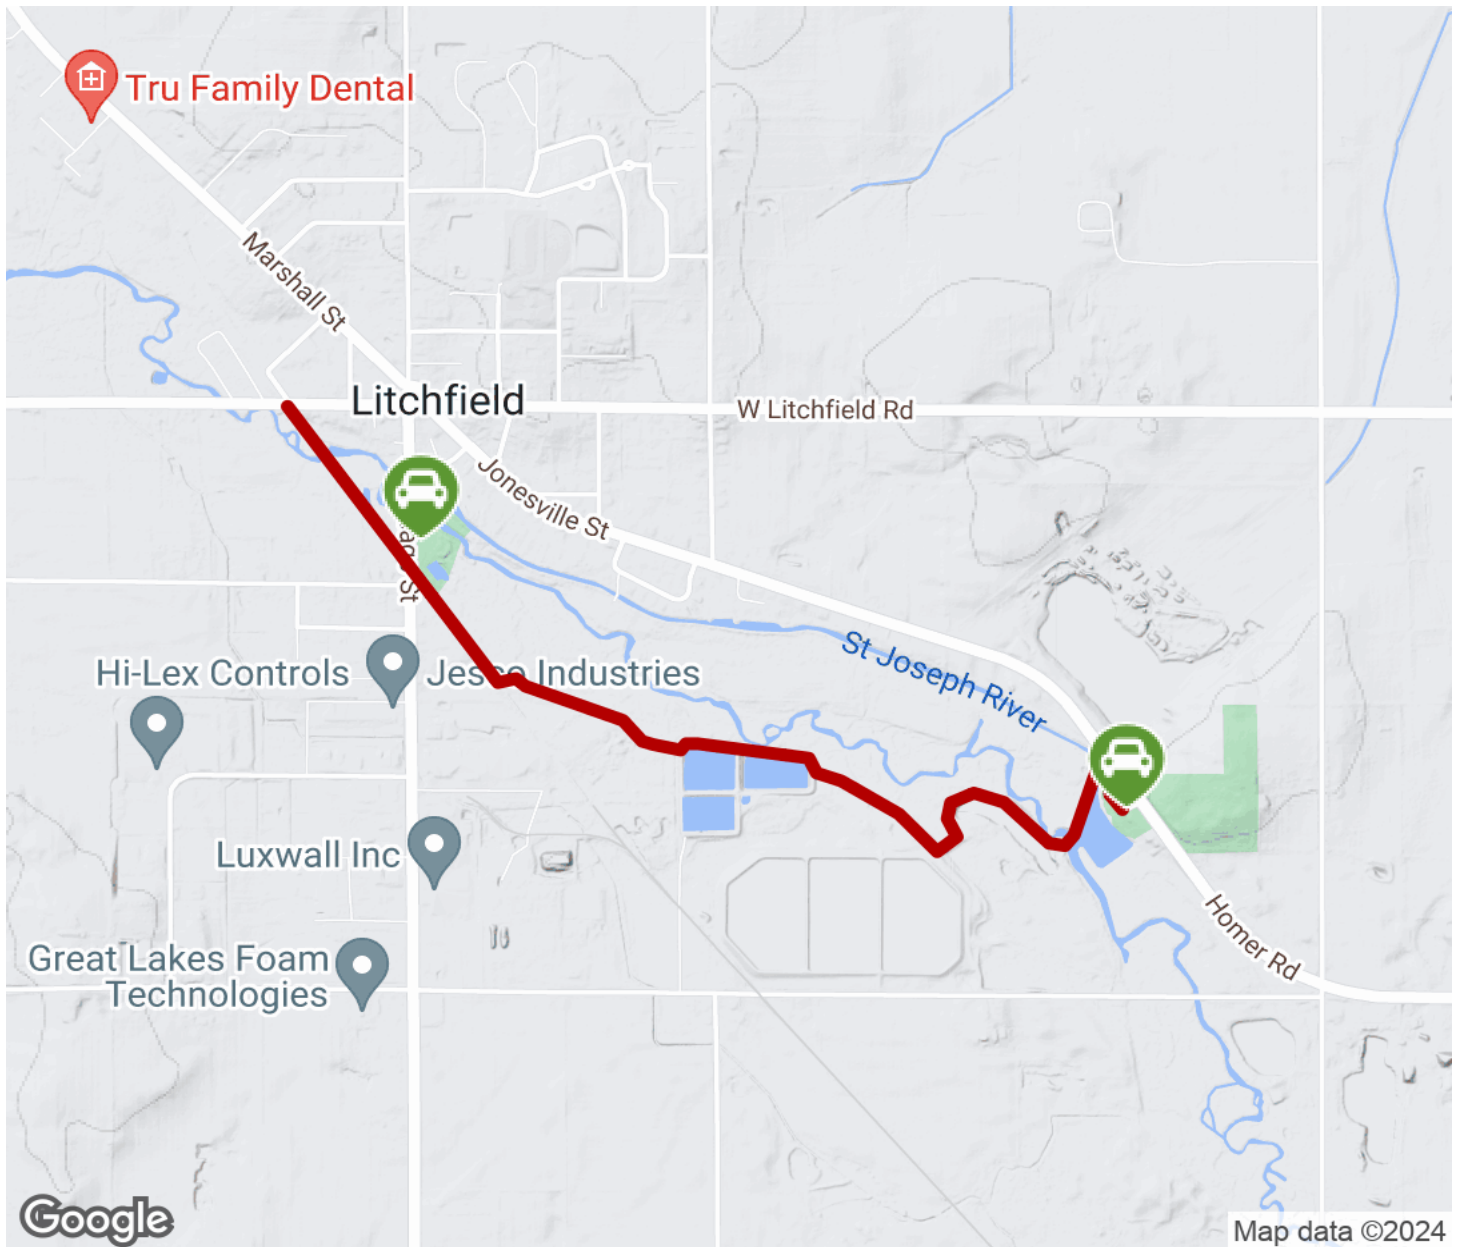 Tru Family Dental
Marshall St
Litchfield
W Litchfield Rd
Jonesville St
St
St Joseph River
Hi-Lex Controls
Industries
Luxwall Inc
Homer Rd
Great Lakes Foam
Technologies
Google
Map data ©2024